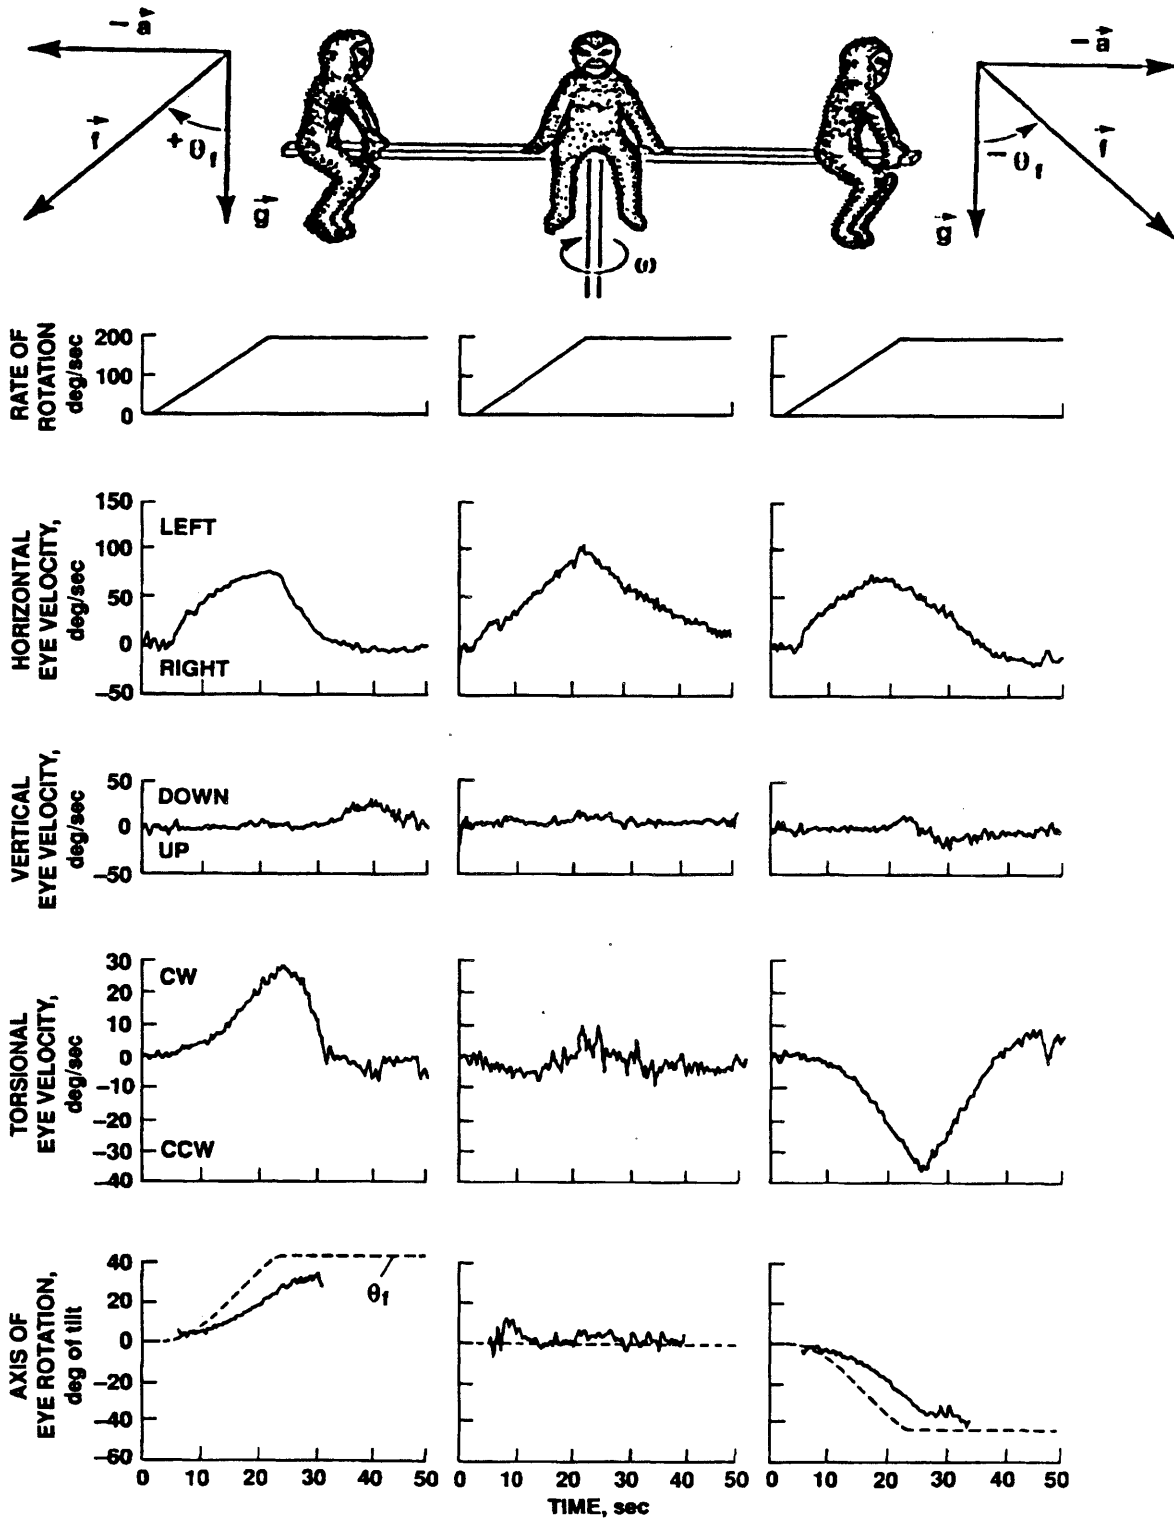 −a⃗
f⃗
+θf
g⃗
ω
−a⃗
f⃗
−θf
g⃗
RATE OF
ROTATION
deg/sec
200
100
0
HORIZONTAL
EYE VELOCITY,
deg/sec
150
100
50
0
−50
LEFT
RIGHT
VERTICAL
EYE VELOCITY,
deg/sec
50
0
−50
DOWN
UP
TORSIONAL
EYE VELOCITY,
deg/sec
30
20
10
0
−10
−20
−30
−40
CW
CCW
AXIS OF
EYE ROTATION,
deg of tilt
40
20
0
−20
−40
−60
θf
0 10 20 30 40 50
0 10 20 30 40 50
0 10 20 30 40 50
TIME, sec